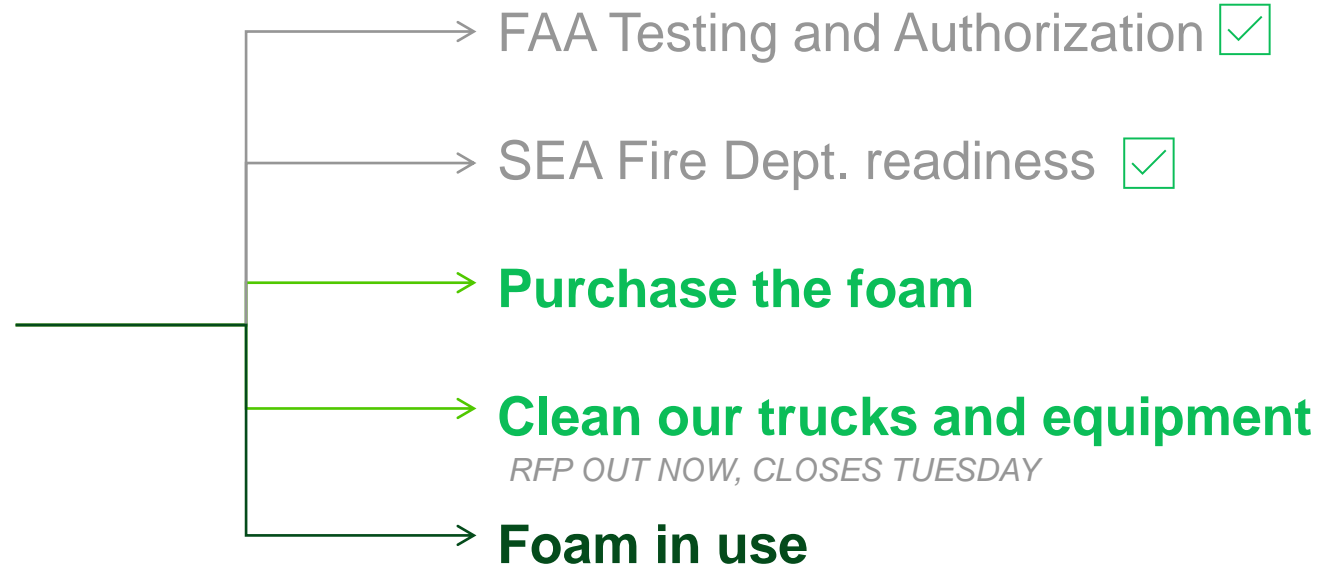 FAA Testing and Authorization
SEA Fire Dept. readiness
Purchase the foam
Clean our trucks and equipment
RFP OUT NOW, CLOSES TUESDAY
Foam in use